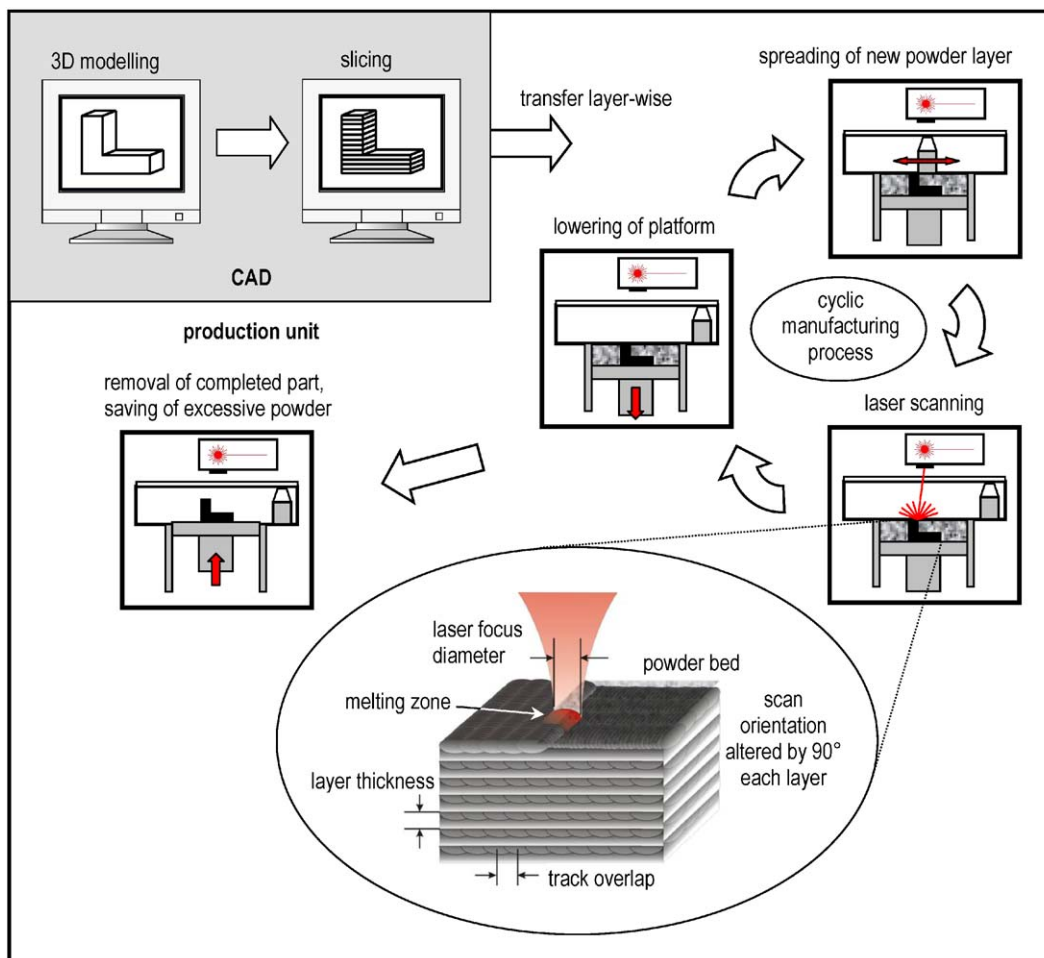 3D modelling
slicing
CAD
transfer layer-wise
spreading of new powder layer
lowering of platform
cyclic
manufacturing
process
laser scanning
production unit
removal of completed part,
saving of excessive powder
laser focus
diameter
powder bed
melting zone
scan
orientation
altered by 90°
each layer
layer thickness
track overlap